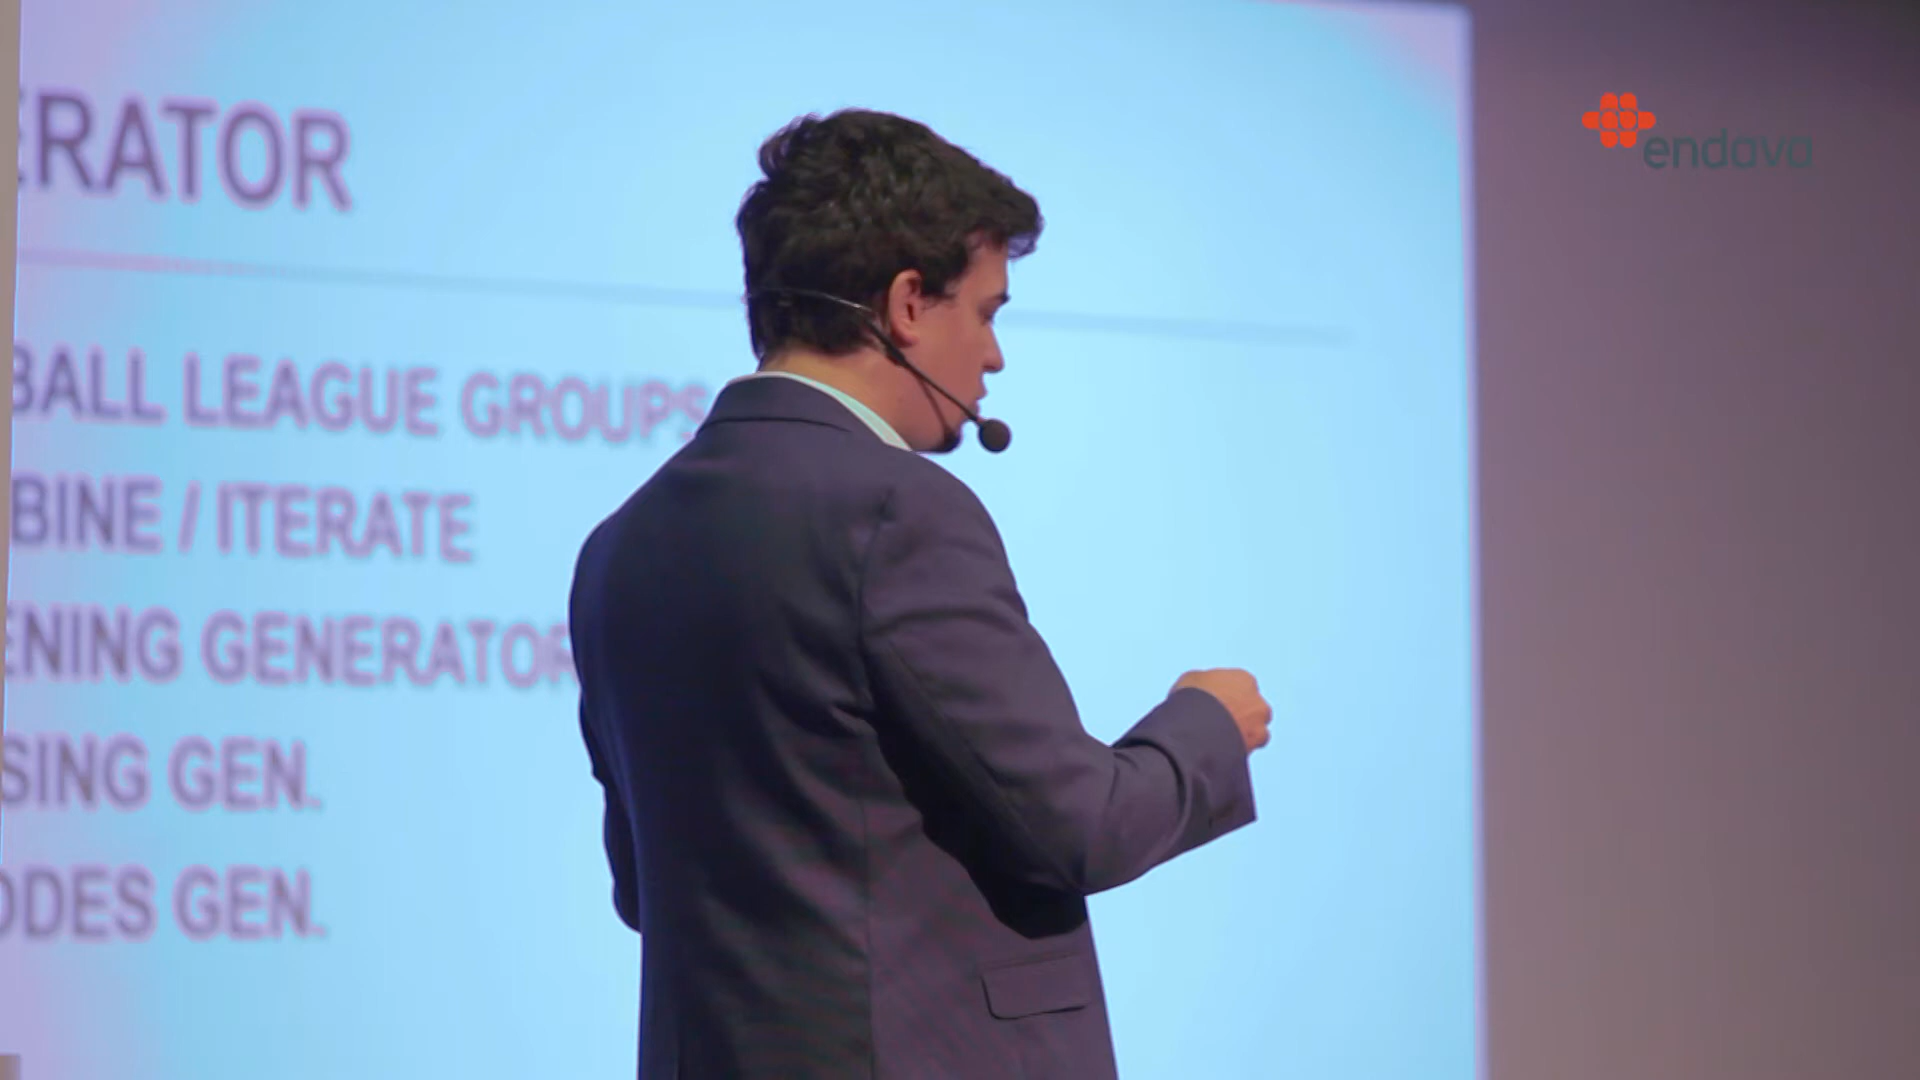 ERATOR
endava
BALL LEAGUE GROUPS
BINE / ITERATE
ENING GENERATOR
SING GEN.
ODES GEN.